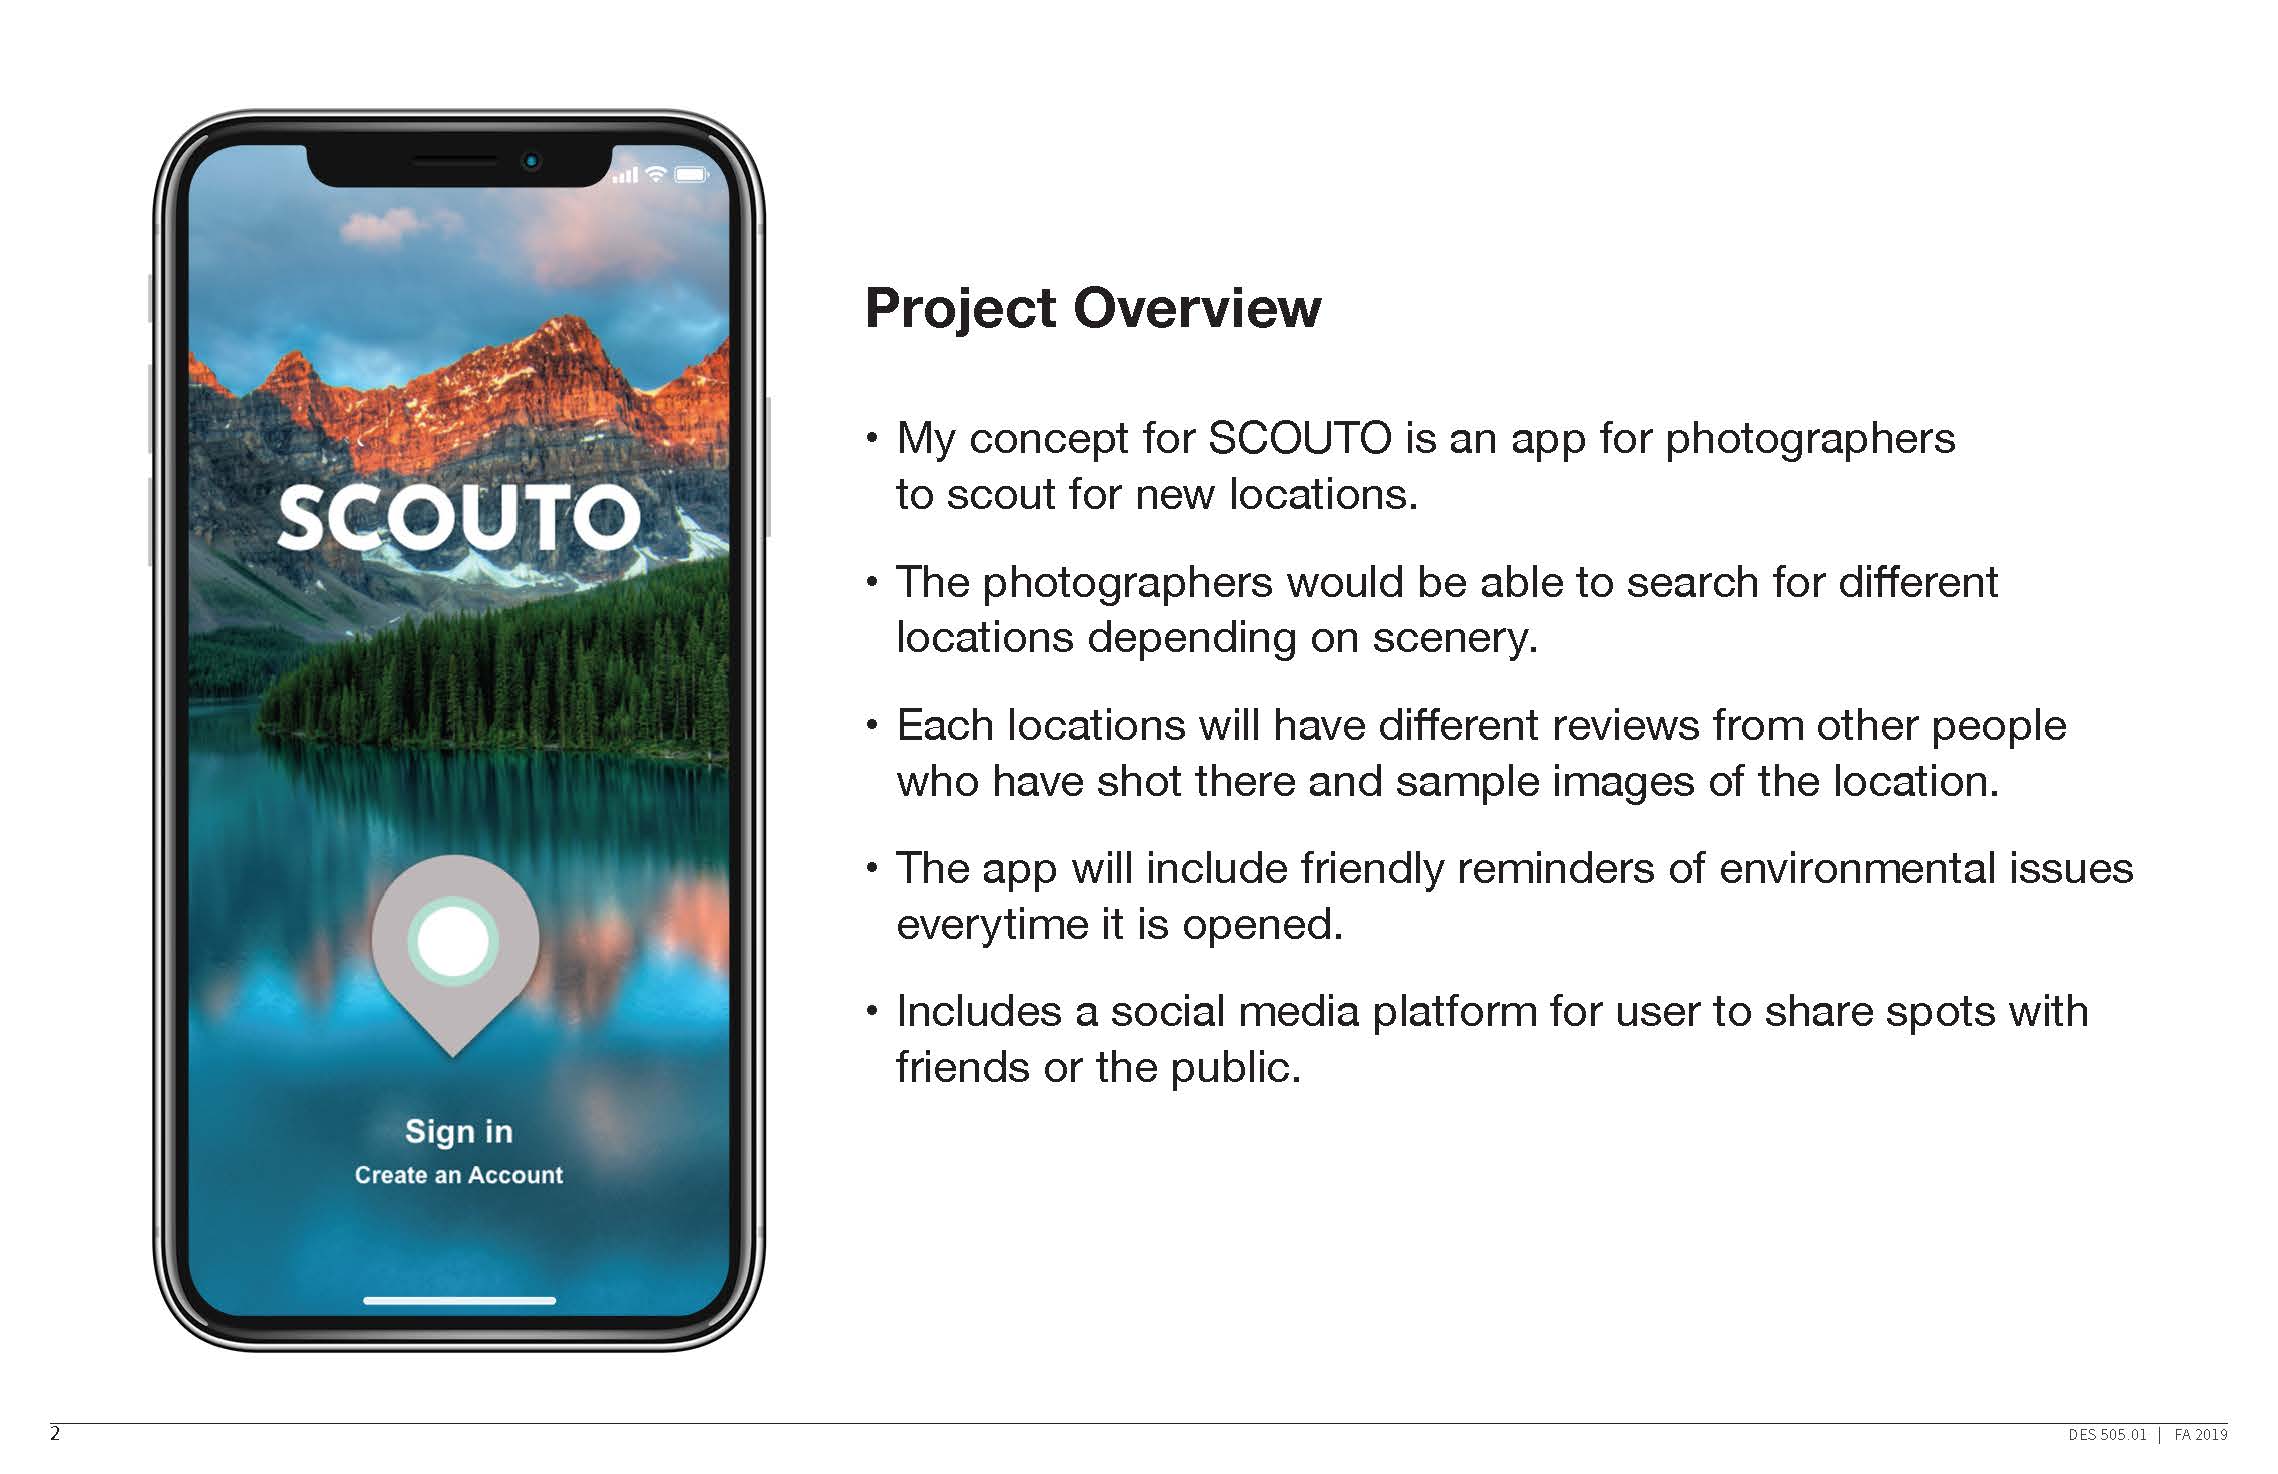 SCOUTO
Sign in
Create an Account
Project Overview
• My concept for SCOUTO is an app for photographers
to scout for new locations.
• The photographers would be able to search for different
locations depending on scenery.
• Each locations will have different reviews from other people
who have shot there and sample images of the location.
• The app will include friendly reminders of environmental issues
everytime it is opened.
• Includes a social media platform for user to share spots with
friends or the public.
2
DES 505.01 | FA 2019